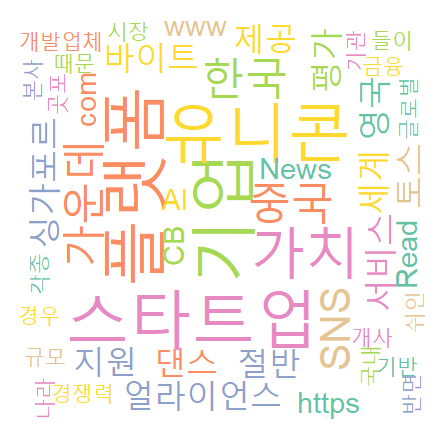 개발업체
시장
www
제공
기관
들이
본사
때문
바이트
한국
평가
금융
곳포
com
영국
글로벌
유니콘
플랫폼
가운데
기업
News
세계
토스
싱가포르
AI
중국
CB
가치
서비스
Read
각종
스타트업
SNS
쉬인
경우
개사
규모
지원
댄스
절반
국내
기반
나라
경쟁력
얼라이언스
https
반면